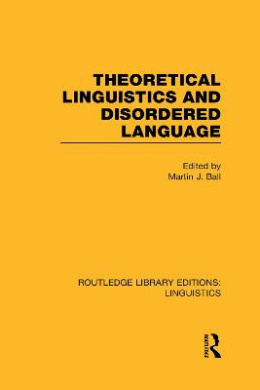 THEORETICAL
LINGUISTICS AND
DISORDERED
LANGUAGE
Edited by
Martin J. Ball
ROUTLEDGE LIBRARY EDITIONS:
LINGUISTICS
ROUTLEDGE